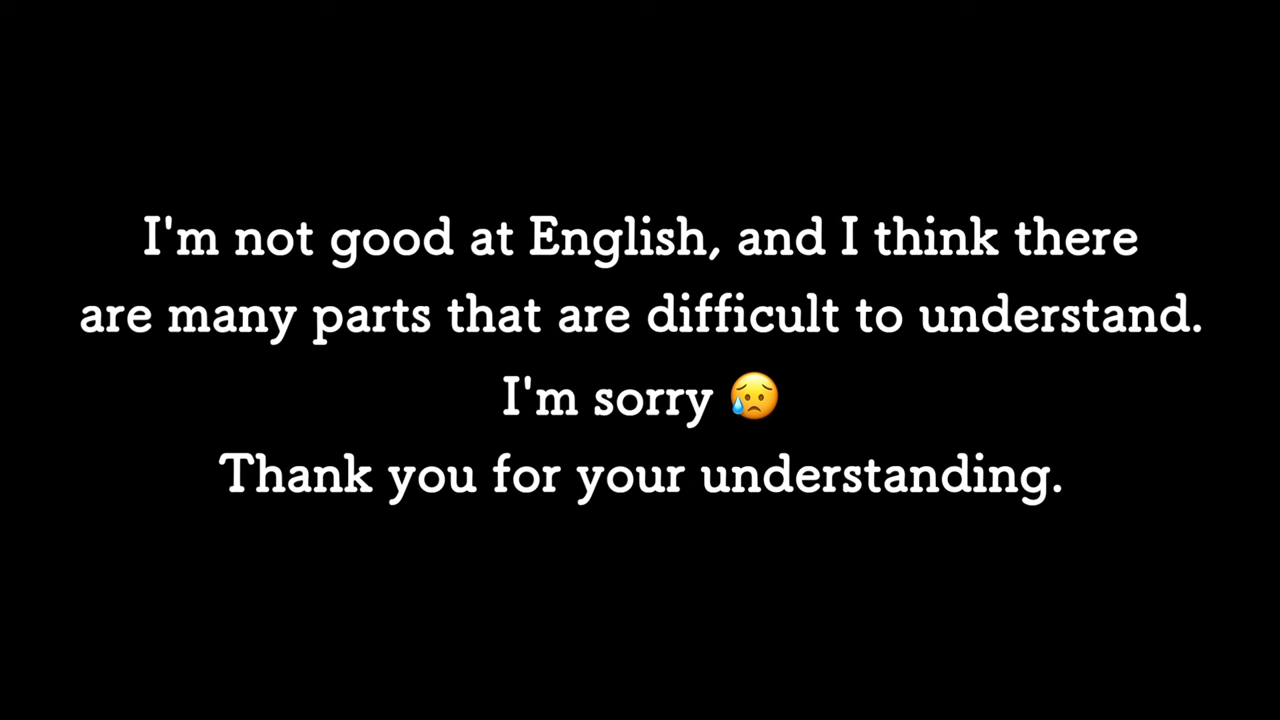 I'm not good at English, and I think there
are many parts that are difficult to understand.
I'm sorry 😥
Thank you for your understanding.